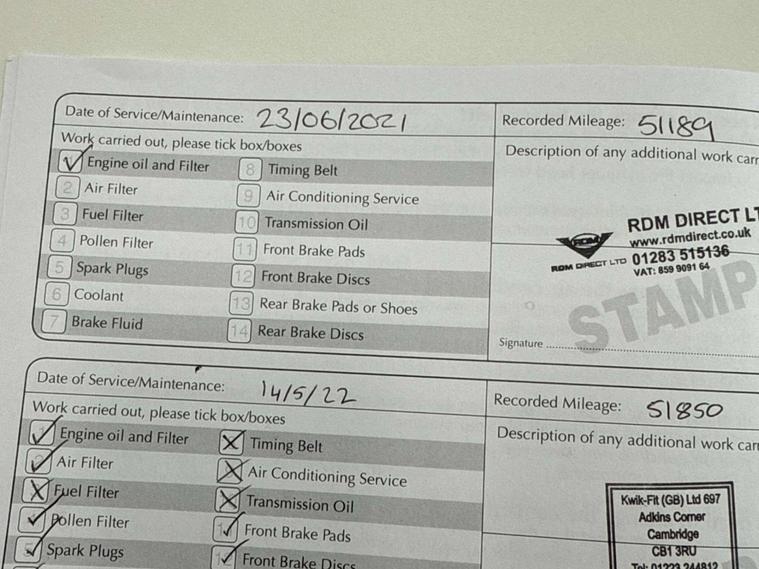 Date of Service/Maintenance: 23/06/2021
Recorded Mileage: 51189
Work carried out, please tick box/boxes
Description of any additional work carr
1 Engine oil and Filter
8 Timing Belt
2 Air Filter
9 Air Conditioning Service
3 Fuel Filter
10 Transmission Oil
4 Pollen Filter
11 Front Brake Pads
5 Spark Plugs
12 Front Brake Discs
6 Coolant
13 Rear Brake Pads or Shoes
7 Brake Fluid
14 Rear Brake Discs
RDM
RDM DIRECT LTD
RDM DIRECT LT
www.rdmdirect.co.uk
01283 515136
VAT: 859 9091 64
STAMP
Signature
Date of Service/Maintenance: 14/5/22
Recorded Mileage: 51850
Work carried out, please tick box/boxes
Description of any additional work carr
Engine oil and Filter
Timing Belt
Air Filter
Air Conditioning Service
Fuel Filter
Transmission Oil
Pollen Filter
Front Brake Pads
Spark Plugs
Front Brake Discs
Kwik-Fit (GB) Ltd 697
Adkins Corner
Cambridge
CB1 3RU
Tel: 01223 244812